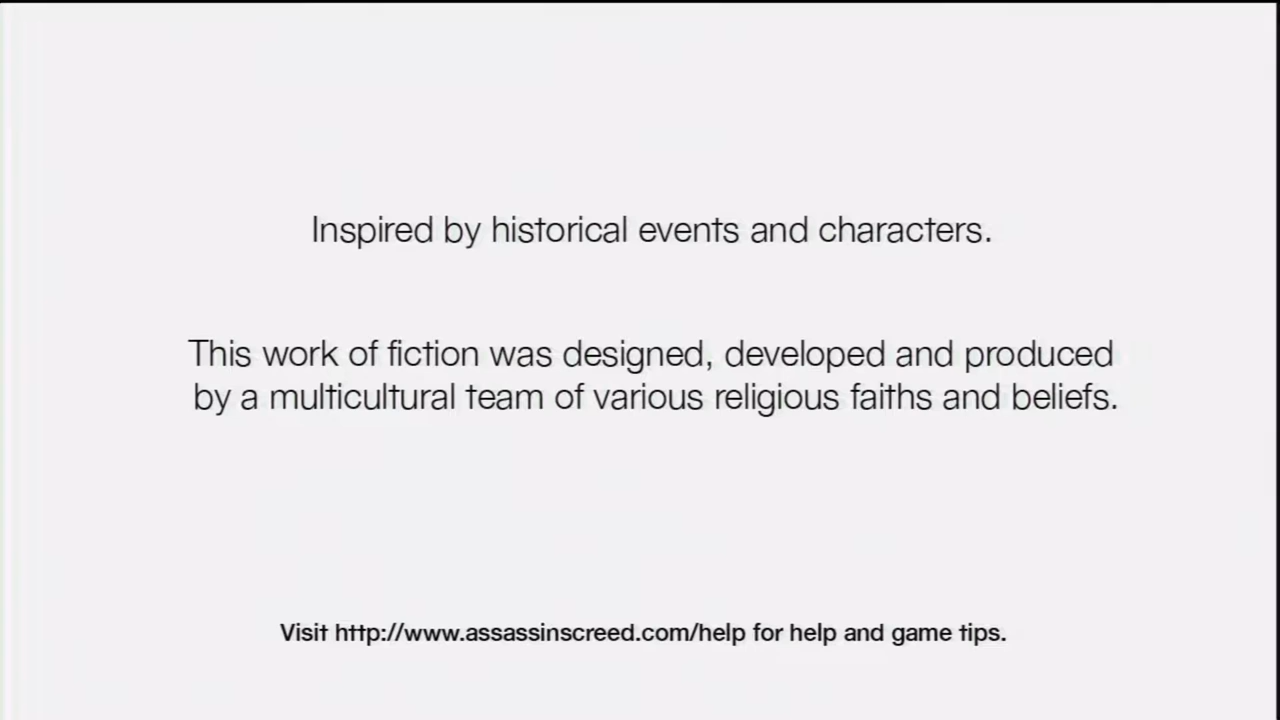 Inspired by historical events and characters.
This work of fiction was designed, developed and produced
by a multicultural team of various religious faiths and beliefs.
Visit http://www.assassinscreed.com/help for help and game tips.